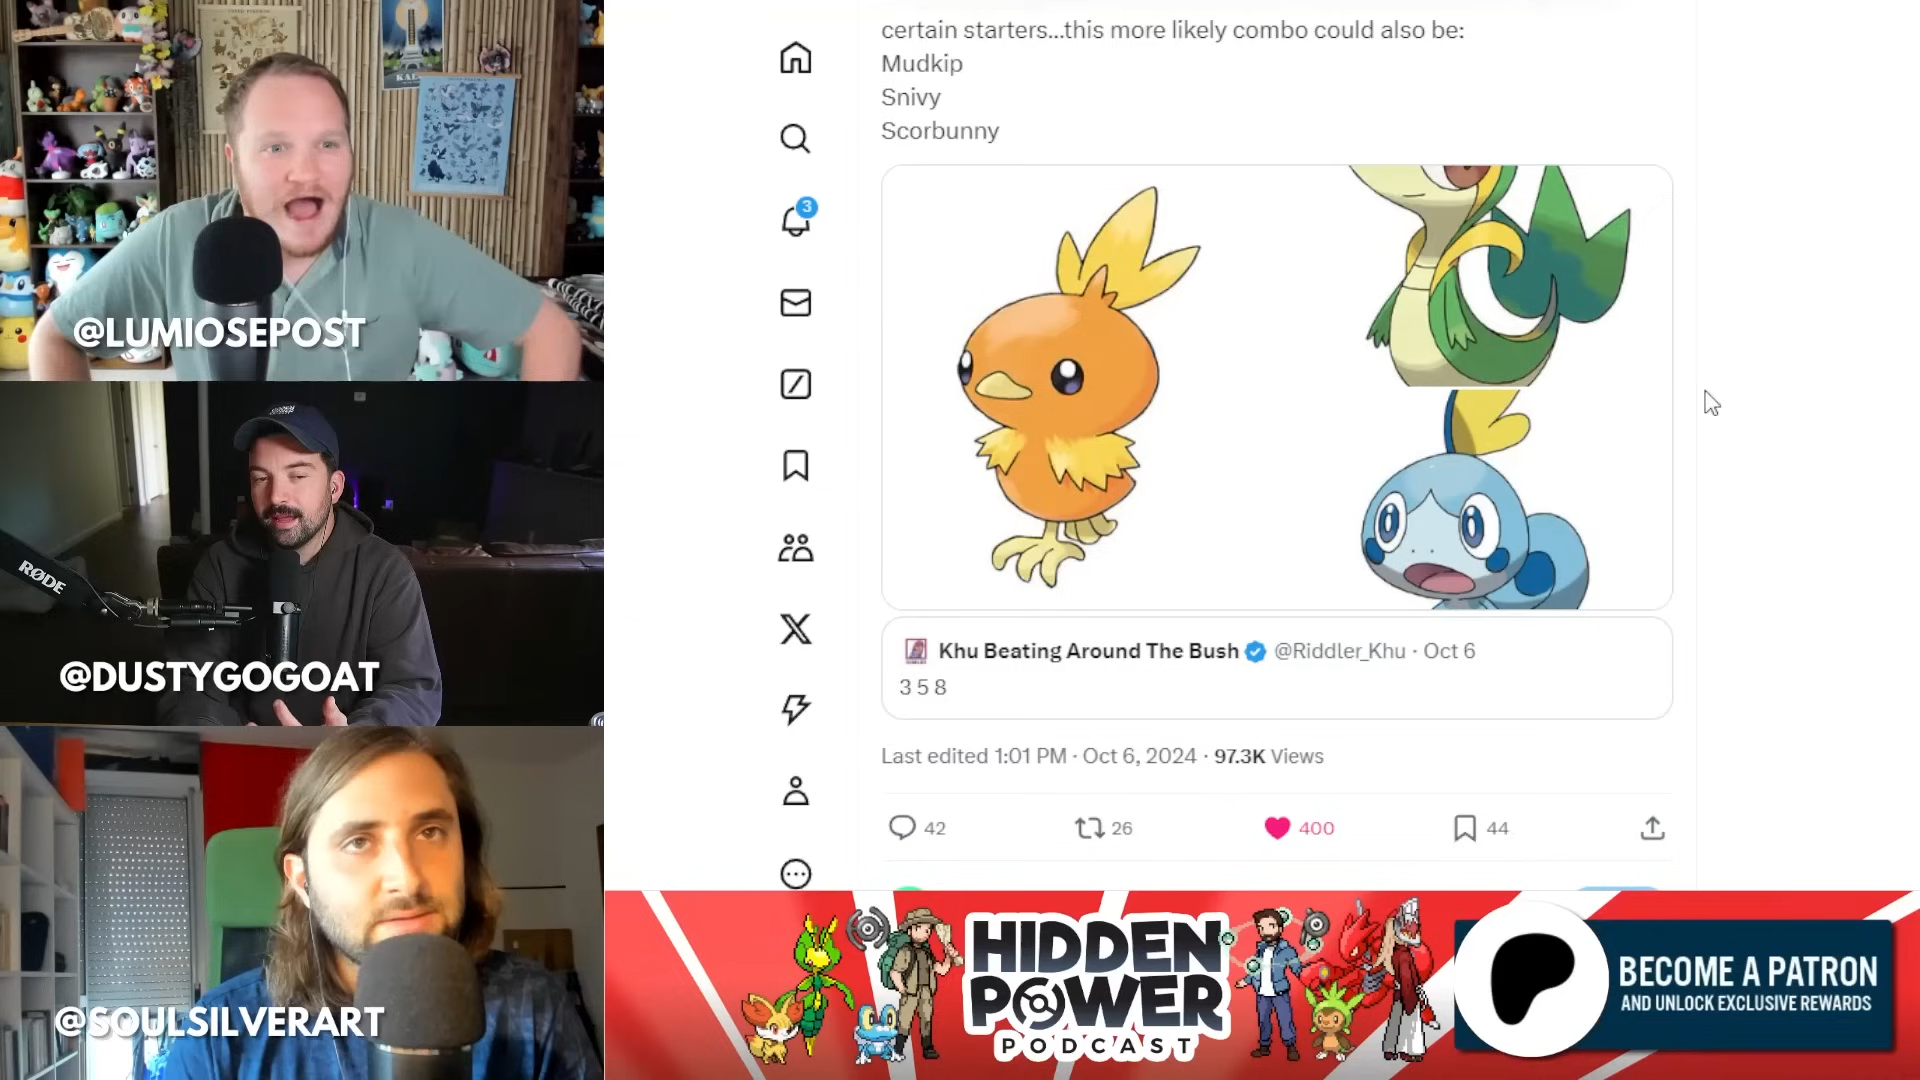 KAL
@LUMIOSEPOST
RØDE
@DUSTYGOGOAT
@SOULSILVERART
certain starters...this more likely combo could also be:
Mudkip
Snivy
Scorbunny
3
Khu Beating Around The Bush @Riddler_Khu · Oct 6
3 5 8
Last edited 1:01 PM · Oct 6, 2024 · 97.3K Views
42 26 400 44
HIDDEN
POWER
PODCAST
BECOME A PATRON
AND UNLOCK EXCLUSIVE REWARDS